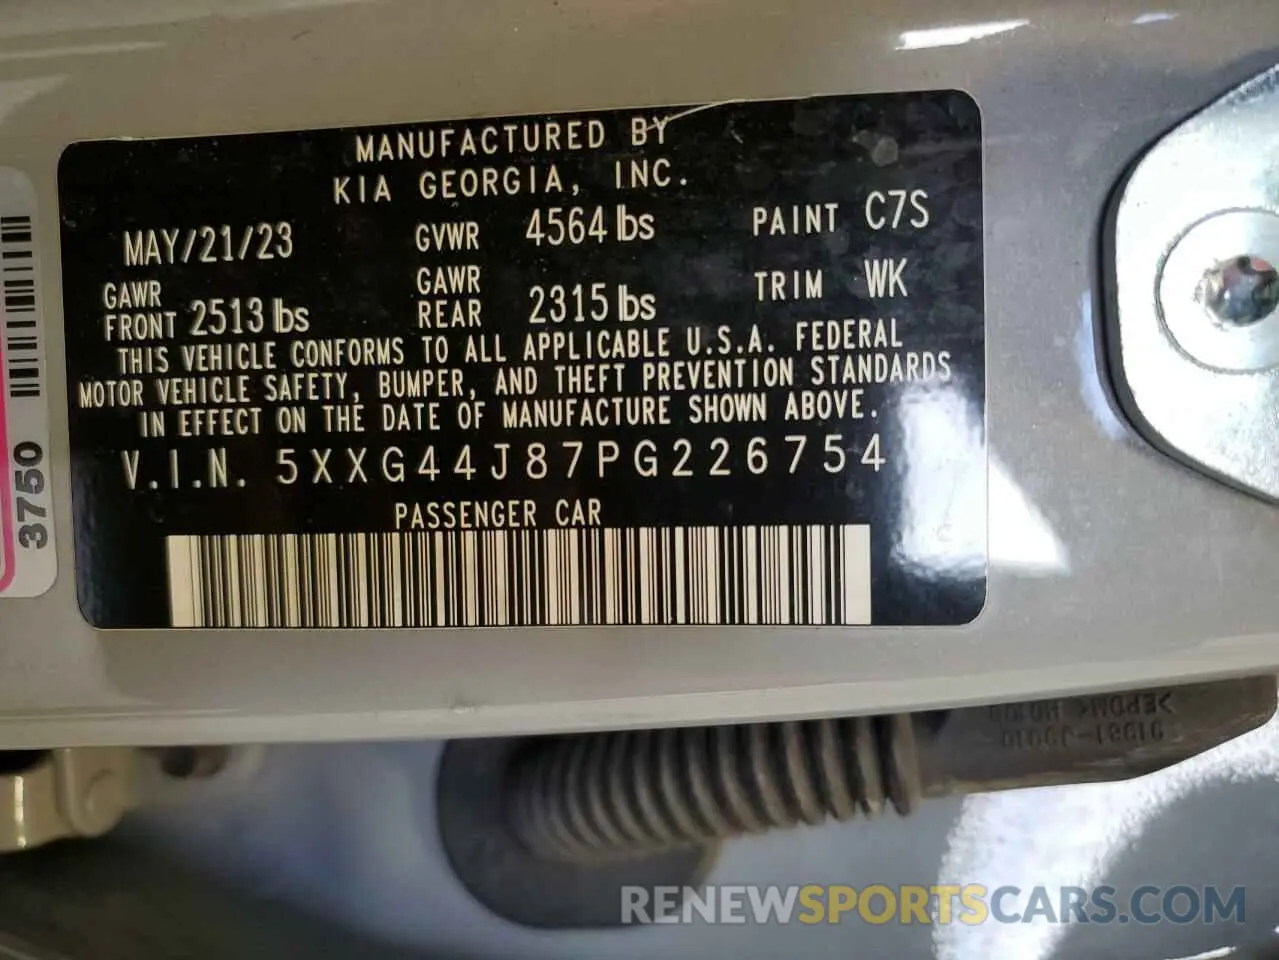 MANUFACTURED BY
KIA GEORGIA, INC.
MAY/21/23 GVWR 4564 lbs PAINT C7S
GAWR FRONT 2513 lbs GAWR REAR 2315 lbs TRIM WK
THIS VEHICLE CONFORMS TO ALL APPLICABLE U.S.A. FEDERAL
MOTOR VEHICLE SAFETY, BUMPER, AND THEFT PREVENTION STANDARDS
IN EFFECT ON THE DATE OF MANUFACTURE SHOWN ABOVE.
V.I.N. 5XXG44J87PG226754
PASSENGER CAR
3750
>EPDM<
RENEWSPORTSCARS.COM